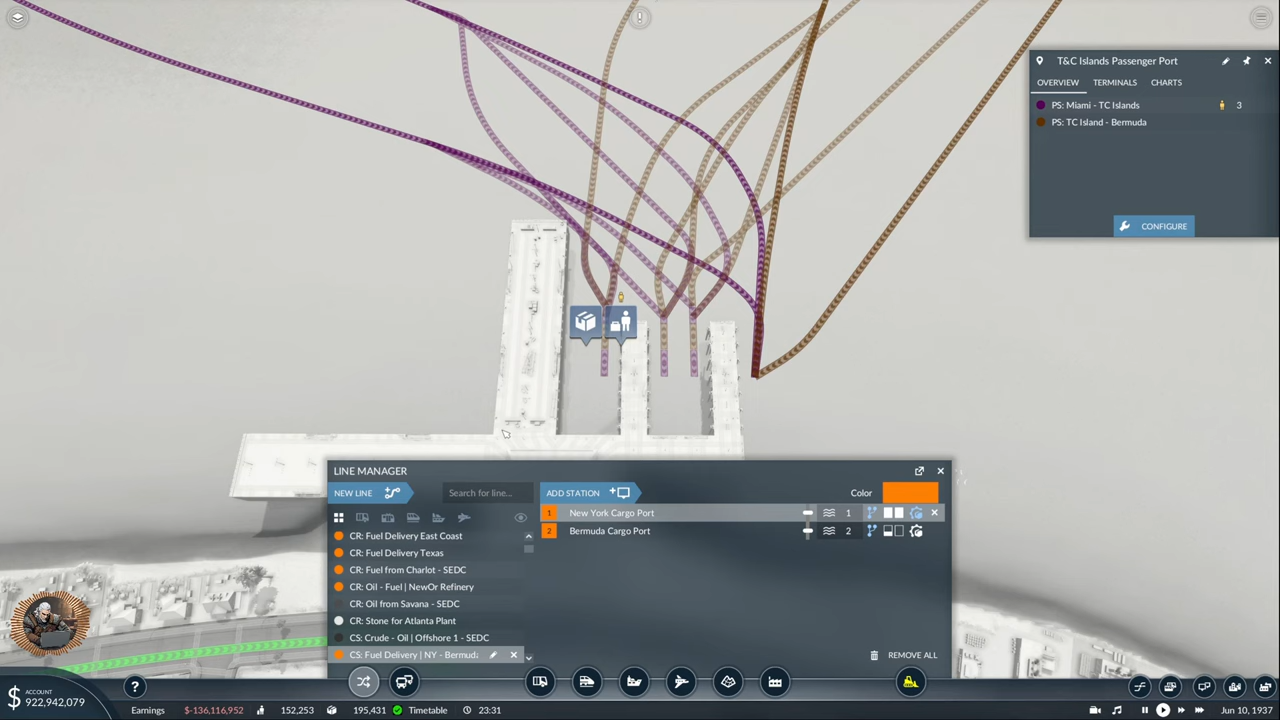 T&C Islands Passenger Port
OVERVIEW TERMINALS CHARTS
PS: Miami - TC Islands 3
PS: TC Island - Bermuda
CONFIGURE
LINE MANAGER
NEW LINE Search for line... ADD STATION Color
1 New York Cargo Port 1
2 Bermuda Cargo Port 2
CR: Fuel Delivery East Coast
CR: Fuel Delivery Texas
CR: Fuel from Charlot - SEDC
CR: Oil - Fuel | NewOr Refinery
CR: Oil from Savana - SEDC
CR: Stone for Atlanta Plant
CS: Crude - Oil | Offshore 1 - SEDC
CS: Fuel Delivery | NY - Bermuda
REMOVE ALL
$ ACCOUNT
922,942,079
? Earnings $-136,116,952 152,253 195,431 Timetable 23:31 Jun 10, 1937